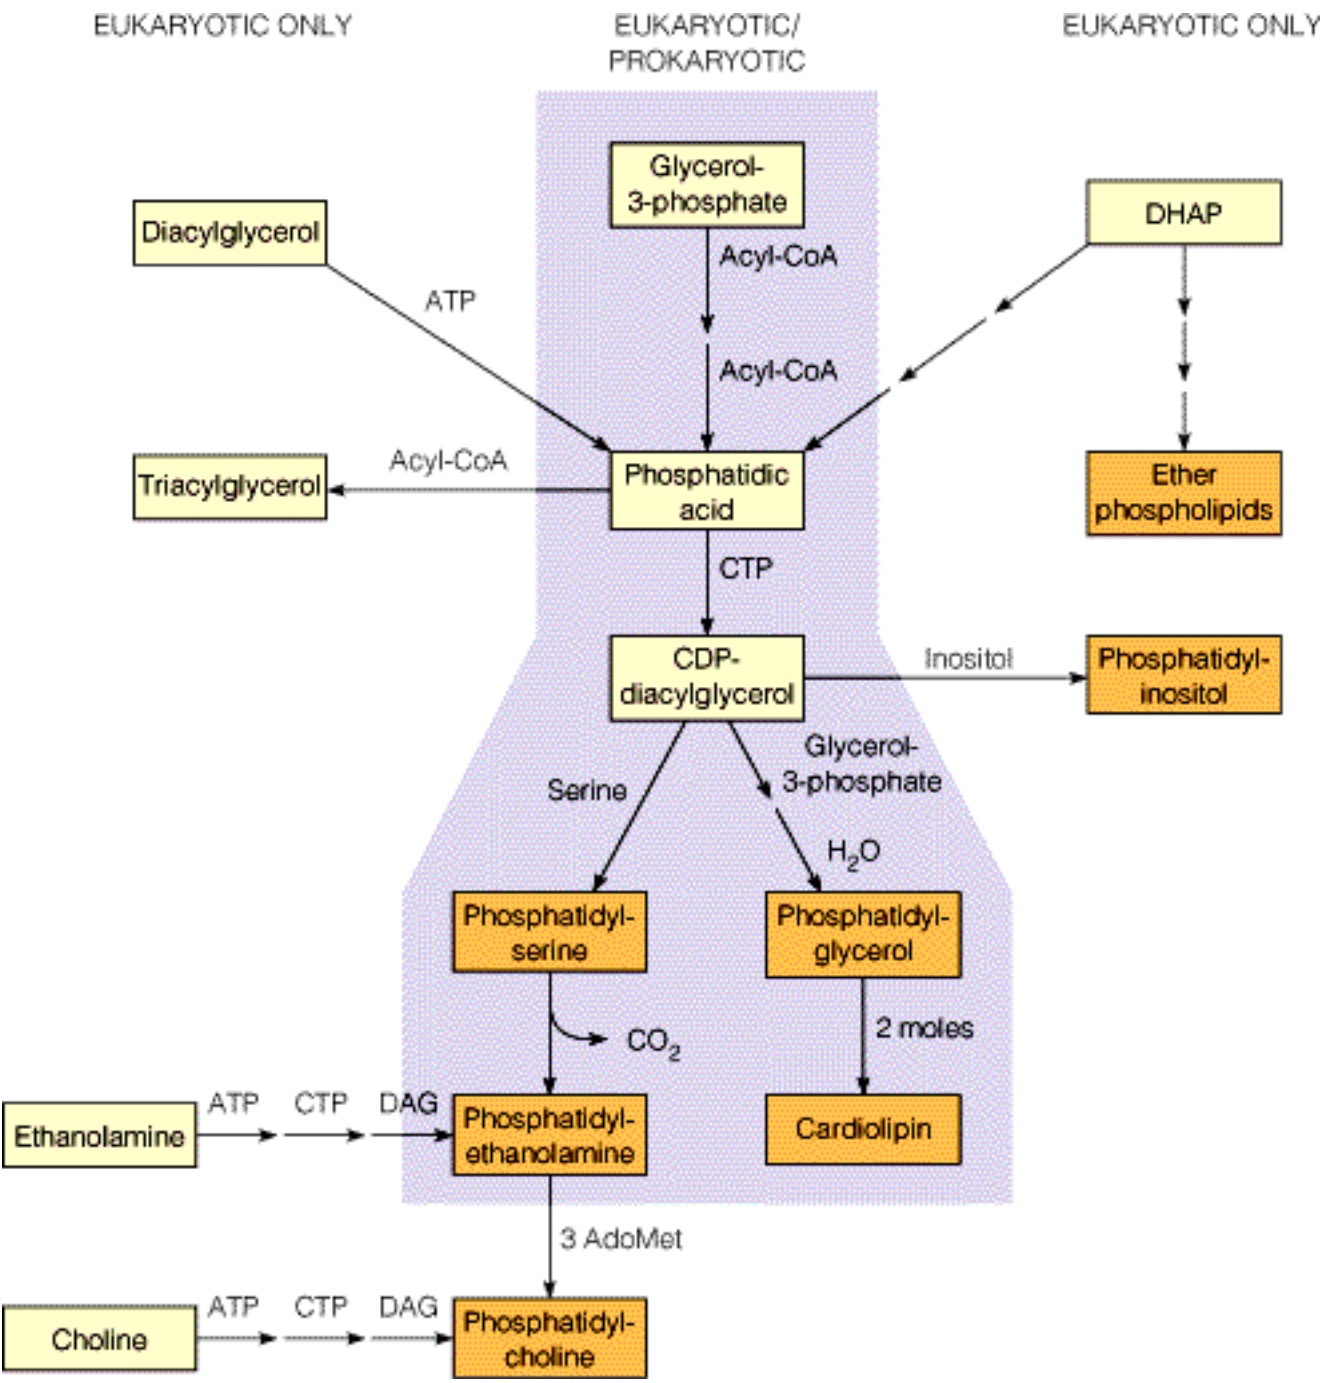 EUKARYOTIC ONLY
EUKARYOTIC/
PROKARYOTIC
EUKARYOTIC ONLY
Glycerol-
3-phosphate
Diacylglycerol
DHAP
Acyl-CoA
ATP
Acyl-CoA
Acyl-CoA
Triacylglycerol
Phosphatidic
acid
Ether
phospholipids
CTP
CDP-
diacylglycerol
Inositol
Phosphatidyl-
inositol
Serine
Glycerol-
3-phosphate
H₂O
Phosphatidyl-
serine
Phosphatidyl-
glycerol
CO₂
2 moles
Ethanolamine
ATP
CTP
DAG
Phosphatidyl-
ethanolamine
Cardiolipin
3 AdoMet
Choline
ATP
CTP
DAG
Phosphatidyl-
choline